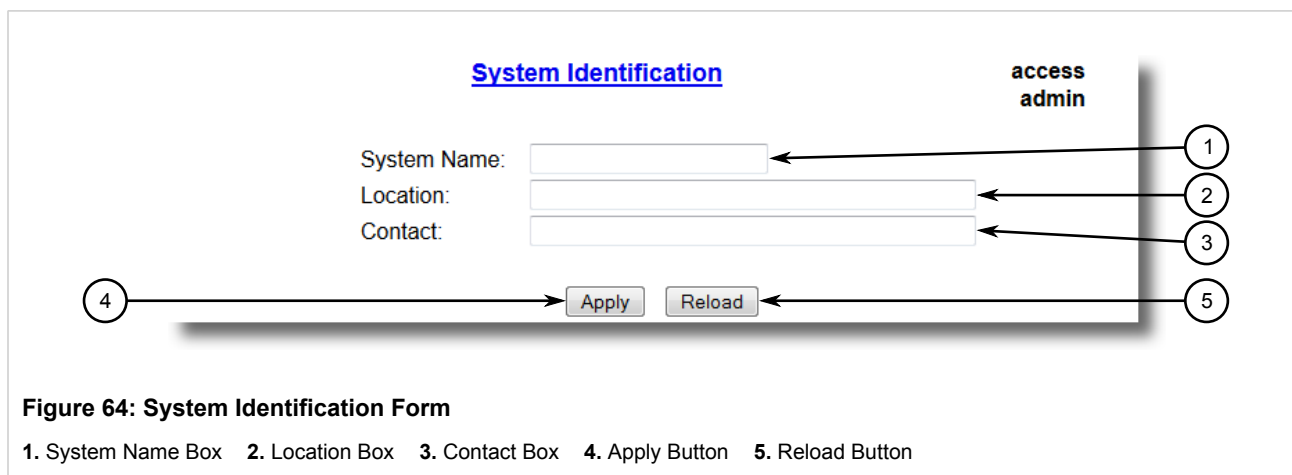 System Identification
access
admin
System Name:
1
Location:
2
Contact:
3
4
Apply
Reload
5
Figure 64: System Identification Form
1. System Name Box 2. Location Box 3. Contact Box 4. Apply Button 5. Reload Button